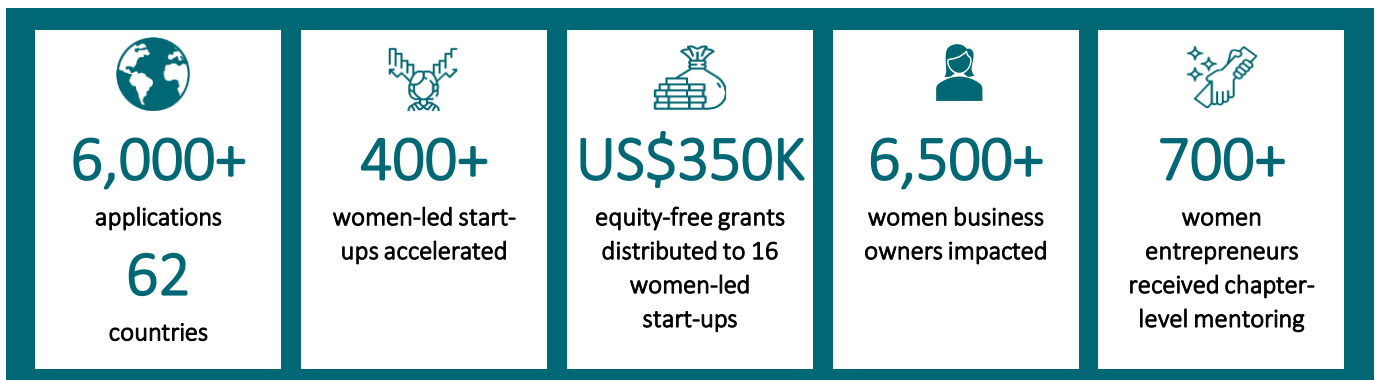 6,000+
applications
62
countries
400+
women-led start-
ups accelerated
US$350K
equity-free grants
distributed to 16
women-led
start-ups
6,500+
women business
owners impacted
700+
women
entrepreneurs
received chapter-
level mentoring